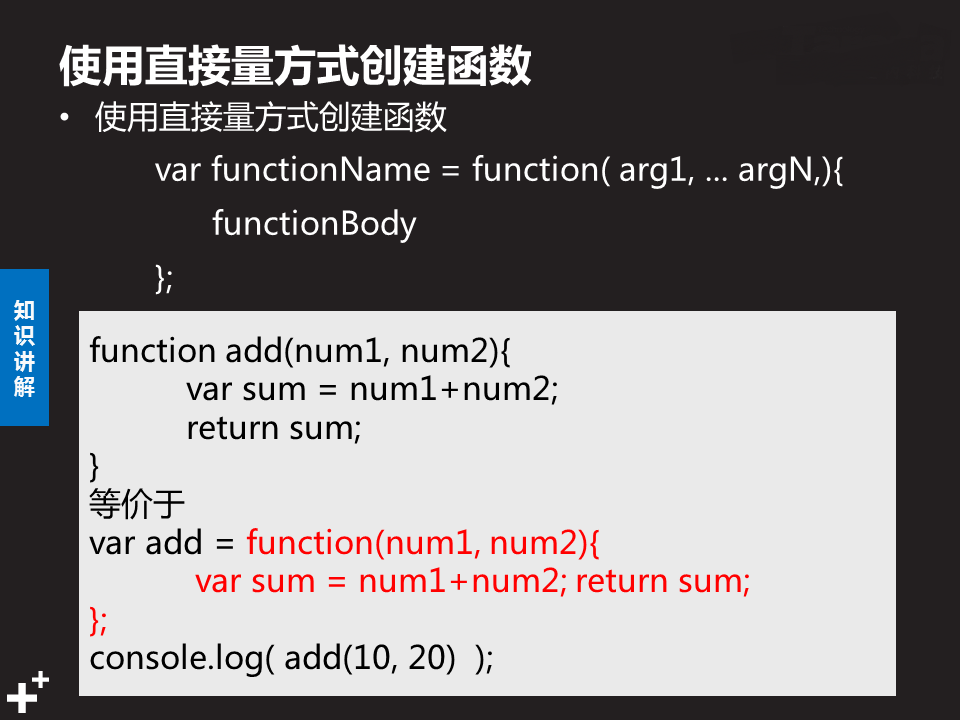 使用直接量方式创建函数
• 使用直接量方式创建函数
var functionName = function( arg1, ... argN,){
functionBody
};
知识讲解
function add(num1, num2){
var sum = num1+num2;
return sum;
}
等价于
var add = function(num1, num2){
var sum = num1+num2; return sum;
};
console.log( add(10, 20) );